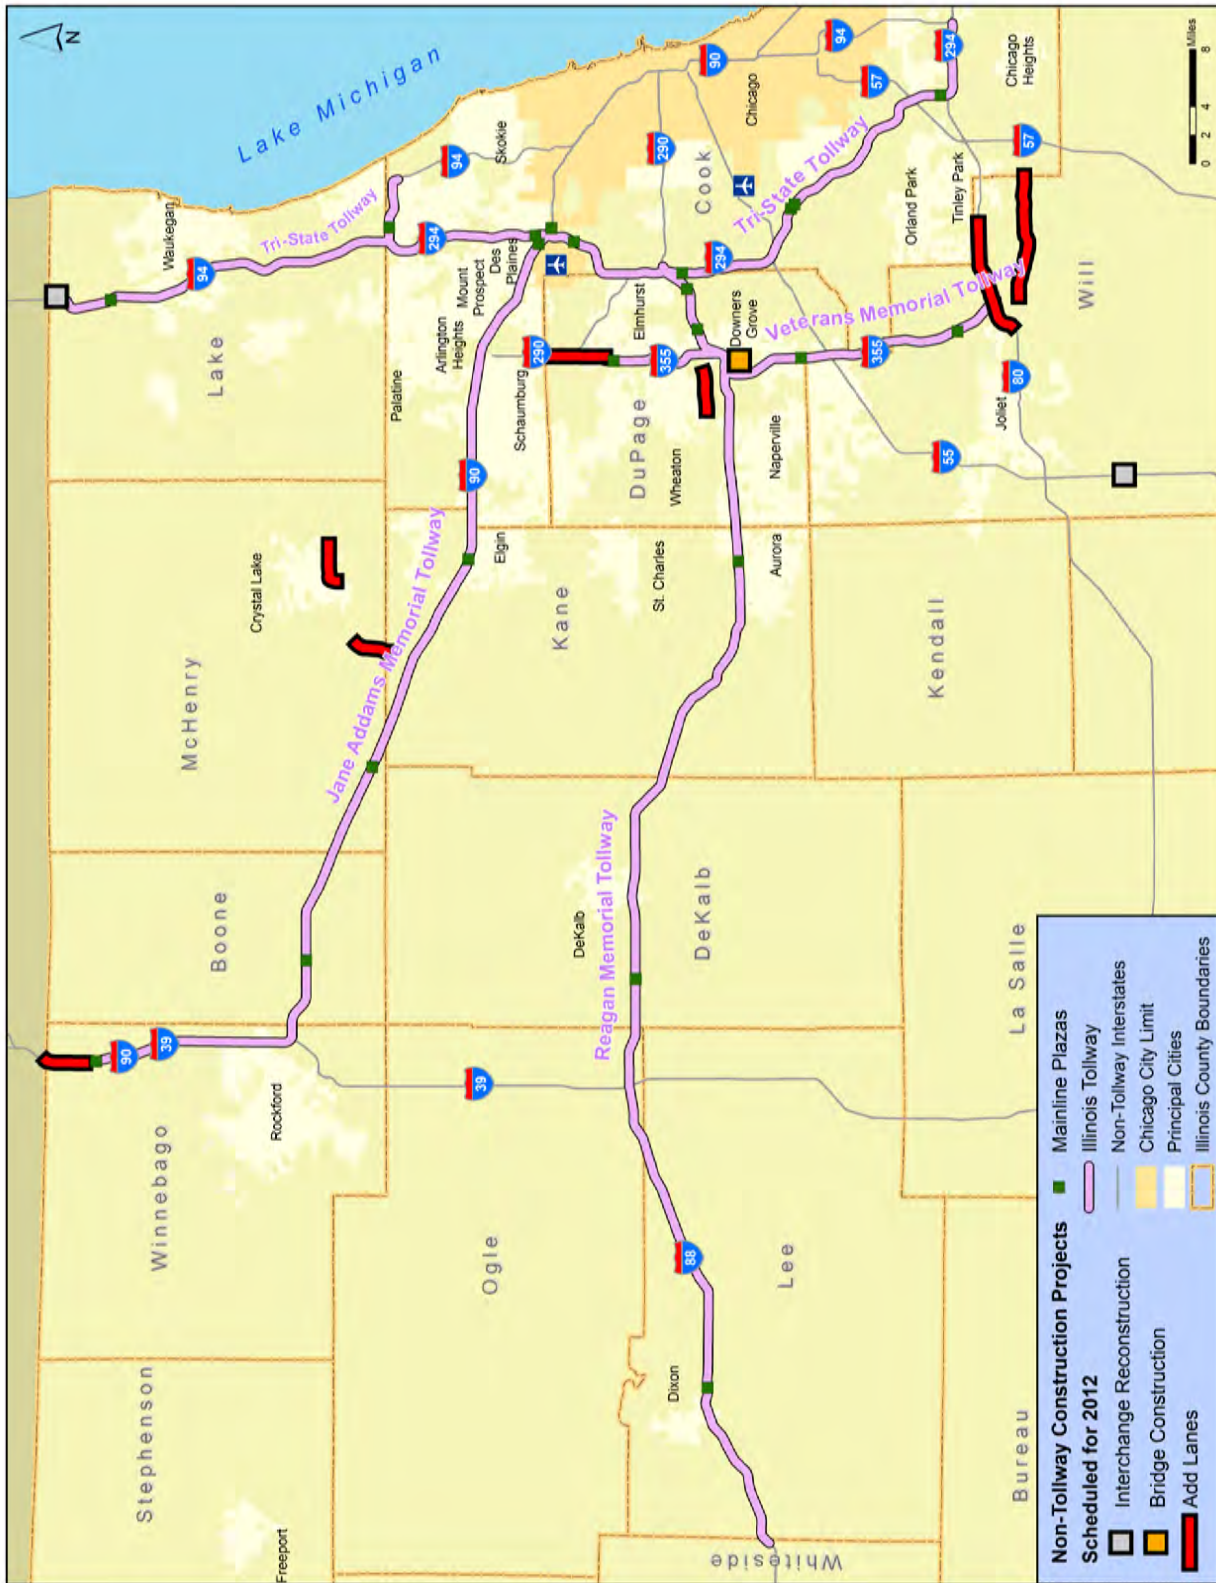 N
Lake Michigan
Stephenson
Winnebago
Boone
McHenry
Lake
Freeport
Rockford
Crystal Lake
Waukegan
90
39
94
Tri-State Tollway
94
294
Skokie
Jane Addams Memorial Tollway
Palatine
Arlington
Heights
Mount
Prospect
Des
Plaines
90
Elgin
Schaumburg
290
39
Ogle
Kane
DeKalb
St. Charles
DuPage
Wheaton
Elmhurst
355
290
90
Cook
Chicago
Reagan Memorial Tollway
Dixon
88
Lee
DeKalb
Aurora
Naperville
Downers
Grove
294
Tri-State Tollway
94
57
294
Veterans Memorial Tollway
355
Orland Park
Tinley Park
Chicago
Heights
57
Whiteside
Kendall
55
Joliet
80
Will
Bureau
La Salle
Non-Tollway Construction Projects
Scheduled for 2012
Interchange Reconstruction
Bridge Construction
Add Lanes
Mainline Plazas
Illinois Tollway
Non-Tollway Interstates
Chicago City Limit
Principal Cities
Illinois County Boundaries
0 2 4 8
Miles